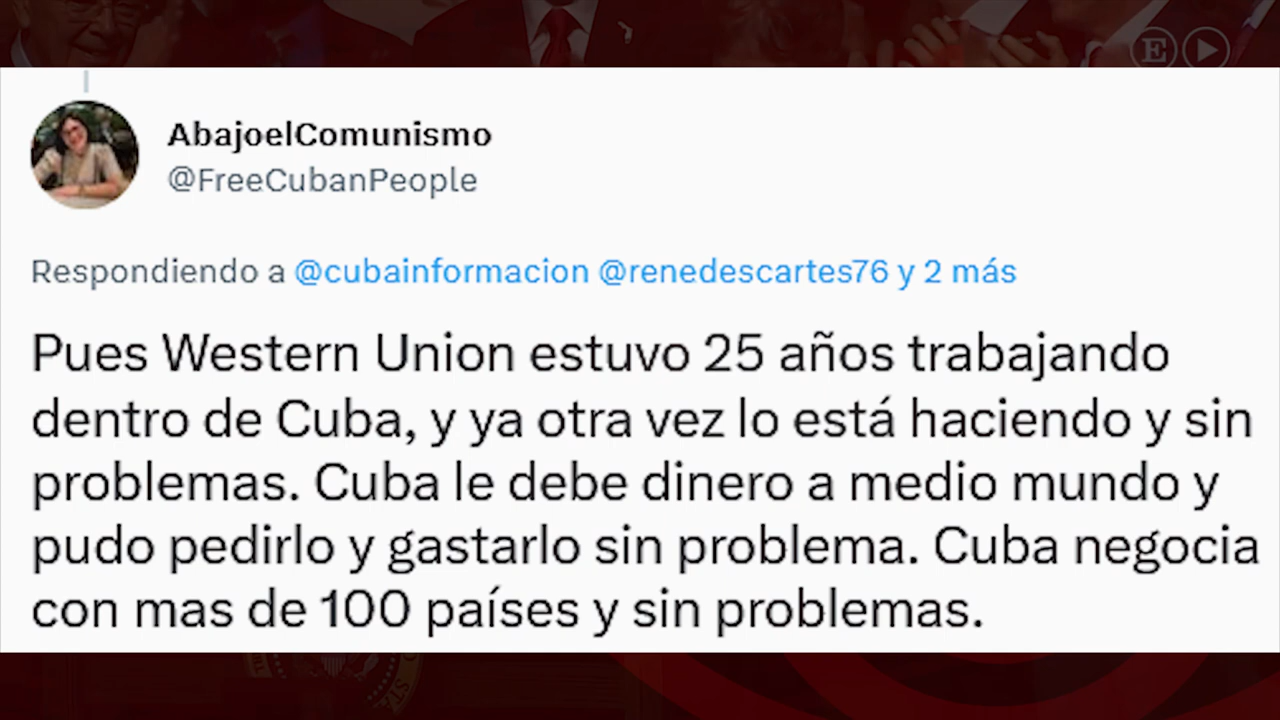 E
AbajoelComunismo
@FreeCubanPeople
Respondiendo a @cubainformacion @renedescartes76 y 2 más
Pues Western Union estuvo 25 años trabajando
dentro de Cuba, y ya otra vez lo está haciendo y sin
problemas. Cuba le debe dinero a medio mundo y
pudo pedirlo y gastarlo sin problema. Cuba negocia
con mas de 100 países y sin problemas.